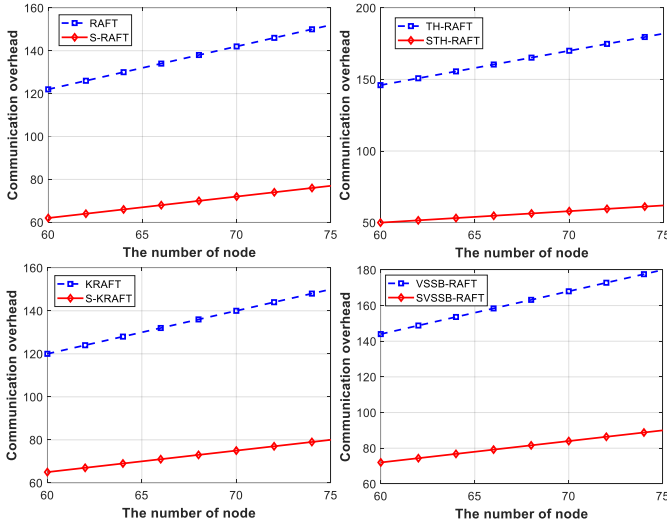 160
140
120
100
80
60
Communication overhead
RAFT
S-RAFT
60
65
70
75
The number of node
200
150
100
50
Communication overhead
TH-RAFT
STH-RAFT
60
65
70
75
The number of node
160
140
120
100
80
60
Communication overhead
KRAFT
S-KRAFT
60
65
70
75
The number of node
180
160
140
120
100
80
60
Communication overhead
VSSB-RAFT
SVSSB-RAFT
60
65
70
75
The number of node